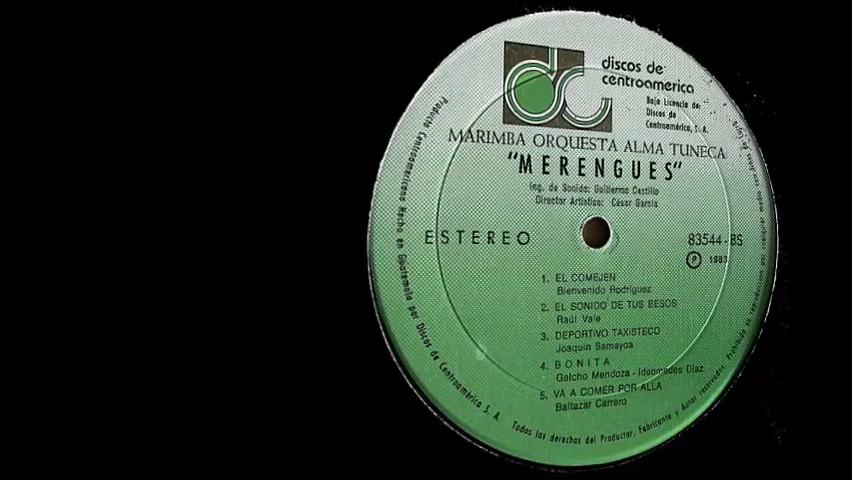 discos de
centroamerica
Bajo Licencia de:
Discos de
Centroamérica, S. A.
MARIMBA ORQUESTA ALMA TUNECA
"MERENGUES"
Ing. de Sonido: Guillermo Castillo
Director Artístico: César García
ESTEREO
83544-BS
P 1983
1. EL COMEJEN
Bienvenido Rodríguez
2. EL SONIDO DE TUS BESOS
Raúl Vale
3. DEPORTIVO TAXISTECO
Joaquín Samayoa
4. BONITA
Galcho Mendoza - Ideomedes Díaz
5. VA A COMER POR ALLA
Baltazar Carrero
Producto Centroamericano Hecho en Guatemala por Discos de Centroamérica S. A.
Todos los derechos del Productor, Fabricante y Autor reservados. Prohibido su reproducción